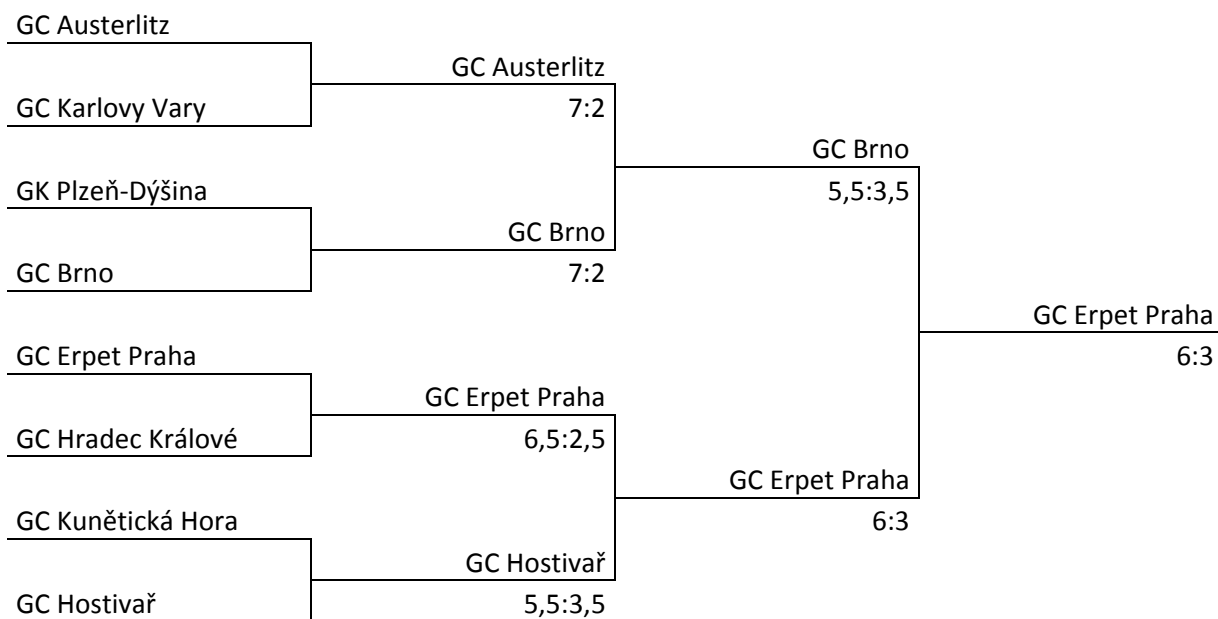 GC Austerlitz
GC Austerlitz
GC Karlovy Vary
7:2
GC Brno
GK Plzeň-Dýšina
5,5:3,5
GC Brno
GC Brno
7:2
GC Erpet Praha
GC Erpet Praha
6:3
GC Erpet Praha
GC Hradec Králové
6,5:2,5
GC Erpet Praha
GC Kunětická Hora
6:3
GC Hostivař
GC Hostivař
5,5:3,5